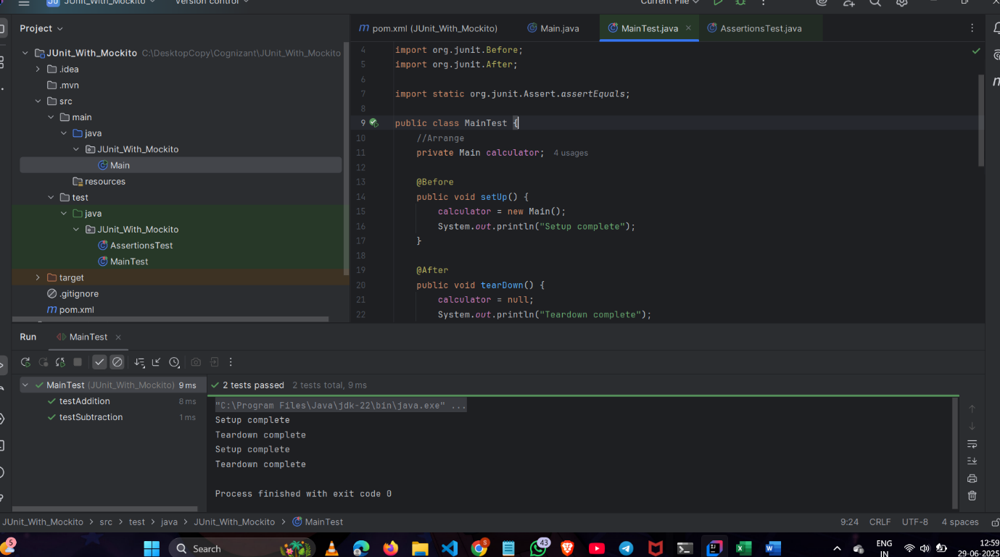 JU JUnit_With_Mockito
Version control
Current File
Project
JUnit_With_Mockito C:\DesktopCopy\Cognizant\JUnit_With_Mockito
.idea
.mvn
src
main
java
JUnit_With_Mockito
Main
resources
test
java
JUnit_With_Mockito
AssertionsTest
MainTest
target
.gitignore
m pom.xml
m pom.xml (JUnit_With_Mockito)
Main.java
MainTest.java
AssertionsTest.java
4 import org.junit.Before;
5 import org.junit.After;
6
7 import static org.junit.Assert.assertEquals;
8
9 public class MainTest {
10 //Arrange
11 private Main calculator; 4 usages
12
13 @Before
14 public void setUp() {
15 calculator = new Main();
16 System.out.println("Setup complete");
17 }
18
19 @After
20 public void tearDown() {
21 calculator = null;
22 System.out.println("Teardown complete");
Run
MainTest
MainTest (JUnit_With_Mockito) 9 ms
testAddition 8 ms
testSubtraction 1 ms
2 tests passed 2 tests total, 9 ms
"C:\Program Files\Java\jdk-22\bin\java.exe" ...
Setup complete
Teardown complete
Setup complete
Teardown complete
Process finished with exit code 0
JUnit_With_Mockito > src > test > java > JUnit_With_Mockito > MainTest
9:24 CRLF UTF-8 4 spaces
5
Search
S
43
ENG
IN
12:59
29-06-2025